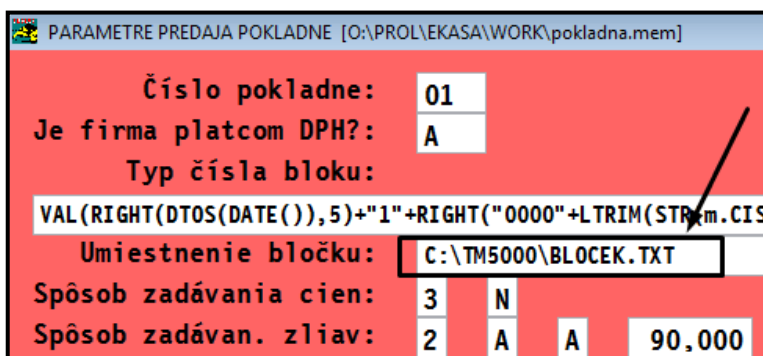 PARAMETRE PREDAJA POKLADNE [O:\PROL\EKASA\WORK\pokladna.mem]
Číslo pokladne: 01
Je firma platcom DPH?: A
Typ čísla bloku:
VAL(RIGHT(DTOS(DATE()),5)+"1"+RIGHT("0000"+LTRIM(STR(m.CIS
Umiestnenie bločku: C:\TM5000\BLOCEK.TXT
Spôsob zadávania cien: 3 N
Spôsob zadávan. zliav: 2 A A 90,000